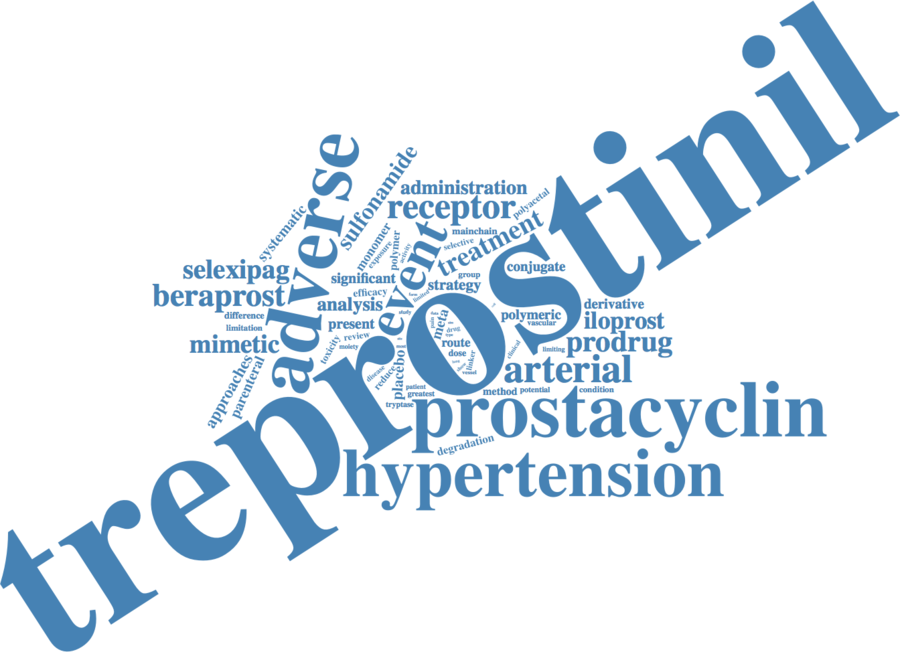 treprostinil
adverse
sulfonamide
systematic
administration
receptor
polyacetal
monomer
exposure
polymer
activity
event
mainchain
selective
treatment
selexipag
beraprost
significant
efficacy
analysis
group
strategy
conjugate
difference
limitation
mimetic
present
review
toxicity
moiety
study
limited
meta
drug
route
dose
linker
vessel
polymeric
vascular
derivative
iloprost
prodrug
clinical
limiting
arterial
approaches
parenteral
disease
reduce
placebo
patient
greatest
tryptase
method
potential
condition
prostacyclin
degradation
hypertension